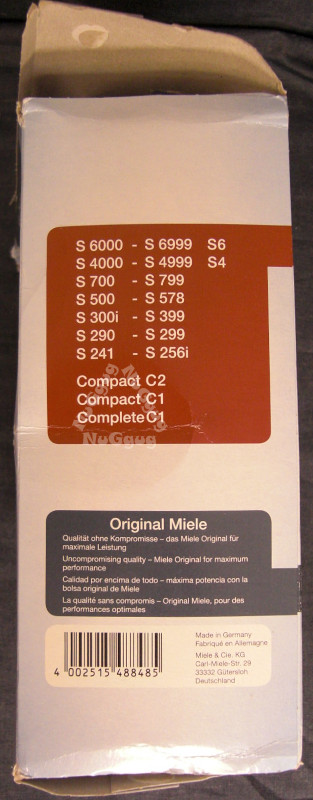 S 6000 - S 6999 S6
S 4000 - S 4999 S4
S 700 - S 799
S 500 - S 578
S 300i - S 399
S 290 - S 299
S 241 - S 256i
Compact C2
Compact C1
Complete C1
NuGgug
NuGgug
Original Miele
Qualität ohne Kompromisse – das Miele Original für
maximale Leistung
Uncompromising quality – Miele Original for maximum
performance
Calidad por encima de todo - máxima potencia con la
bolsa original de Miele
La qualité sans compromis – Original Miele, pour des
performances optimales
4 002515 488485
Made in Germany
Fabriqué en Allemagne
Miele & Cie. KG
Carl-Miele-Str. 29
33332 Gütersloh
Deutschland